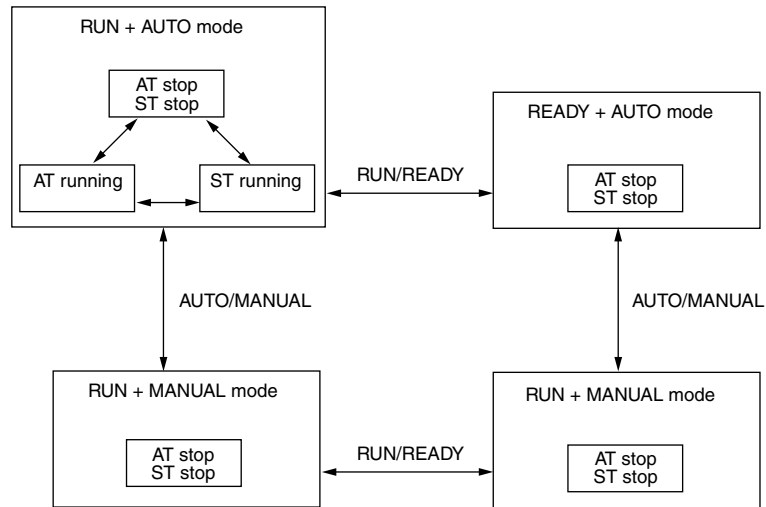 RUN + AUTO mode
AT stop
ST stop
AT running
ST running
RUN/READY
READY + AUTO mode
AT stop
ST stop
AUTO/MANUAL
AUTO/MANUAL
RUN + MANUAL mode
AT stop
ST stop
RUN/READY
RUN + MANUAL mode
AT stop
ST stop